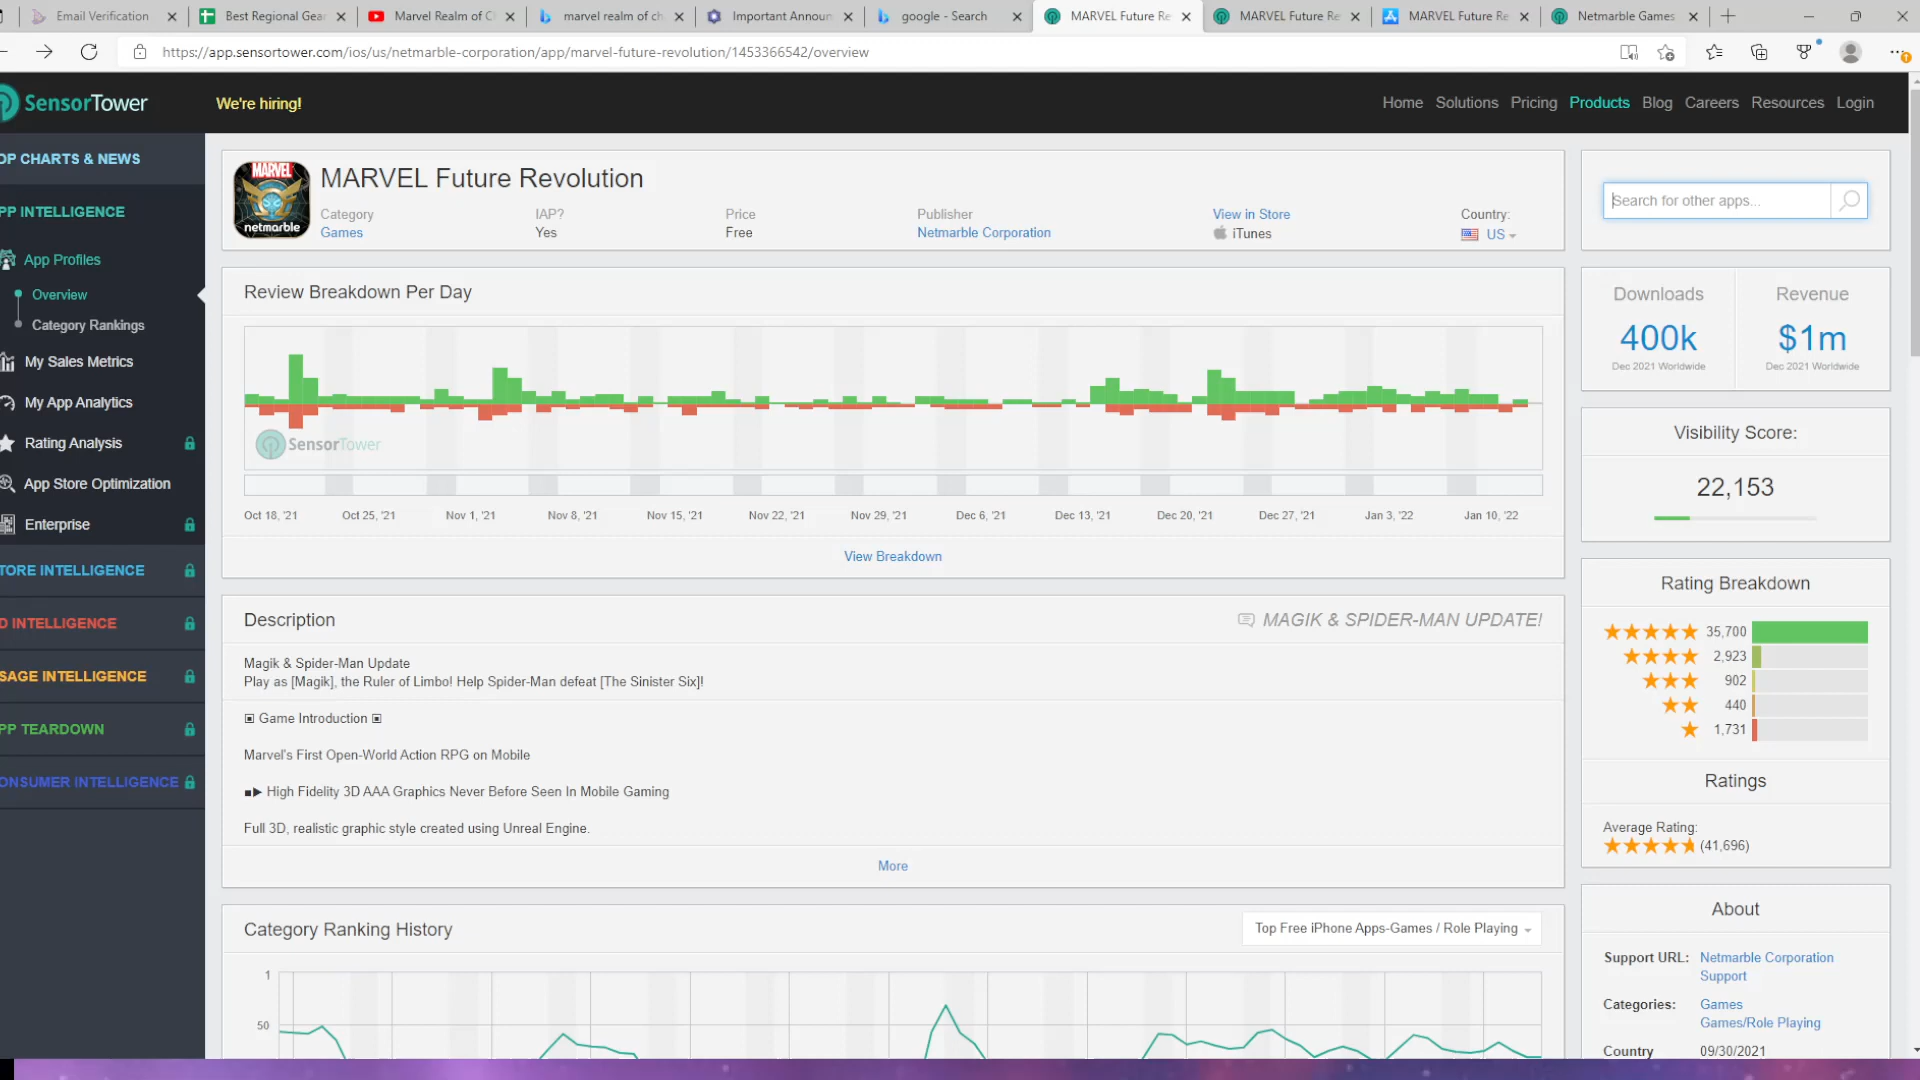 Email Verification
Best Regional Gear
Marvel Realm of C
marvel realm of ch
Important Announ
google - Search
MARVEL Future Re
MARVEL Future Re
MARVEL Future Re
Netmarble Games
https://app.sensortower.com/ios/us/netmarble-corporation/app/marvel-future-revolution/1453366542/overview
SensorTower
We're hiring!
Home Solutions Pricing Products Blog Careers Resources Login
OP CHARTS & NEWS
PP INTELLIGENCE
App Profiles
Overview
Category Rankings
My Sales Metrics
My App Analytics
Rating Analysis
App Store Optimization
Enterprise
TORE INTELLIGENCE
D INTELLIGENCE
SAGE INTELLIGENCE
PP TEARDOWN
ONSUMER INTELLIGENCE
MARVEL
netmarble
MARVEL Future Revolution
Category
Games
IAP?
Yes
Price
Free
Publisher
Netmarble Corporation
View in Store
iTunes
Country:
US
Review Breakdown Per Day
SensorTower
Oct 18, '21 Oct 25, '21 Nov 1, '21 Nov 8, '21 Nov 15, '21 Nov 22, '21 Nov 29, '21 Dec 6, '21 Dec 13, '21 Dec 20, '21 Dec 27, '21 Jan 3, '22 Jan 10, '22
View Breakdown
Description
MAGIK & SPIDER-MAN UPDATE!
Magik & Spider-Man Update
Play as [Magik], the Ruler of Limbo! Help Spider-Man defeat [The Sinister Six]!
▣ Game Introduction ▣
Marvel's First Open-World Action RPG on Mobile
■▶ High Fidelity 3D AAA Graphics Never Before Seen In Mobile Gaming
Full 3D, realistic graphic style created using Unreal Engine.
More
Category Ranking History
Top Free iPhone Apps-Games / Role Playing
1
50
Search for other apps...
Downloads
400k
Dec 2021 Worldwide
Revenue
$1m
Dec 2021 Worldwide
Visibility Score:
22,153
Rating Breakdown
★★★★★ 35,700
★★★★ 2,923
★★★ 902
★★ 440
★ 1,731
Ratings
Average Rating:
(41,696)
About
Support URL: Netmarble Corporation
Support
Categories: Games
Games/Role Playing
Country 09/30/2021